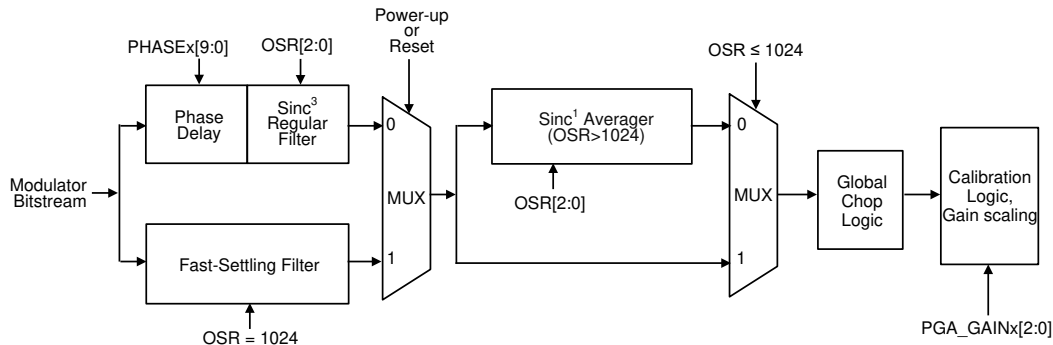 Power-up
or
Reset
PHASEx[9:0]
OSR[2:0]
OSR ≤ 1024
Phase
Delay
Sinc³
Regular
Filter
0
Sinc¹ Averager
(OSR>1024)
0
Modulator
Bitstream
MUX
OSR[2:0]
MUX
Global
Chop
Logic
Calibration
Logic,
Gain scaling
Fast-Settling Filter
1
1
OSR = 1024
PGA_GAINx[2:0]